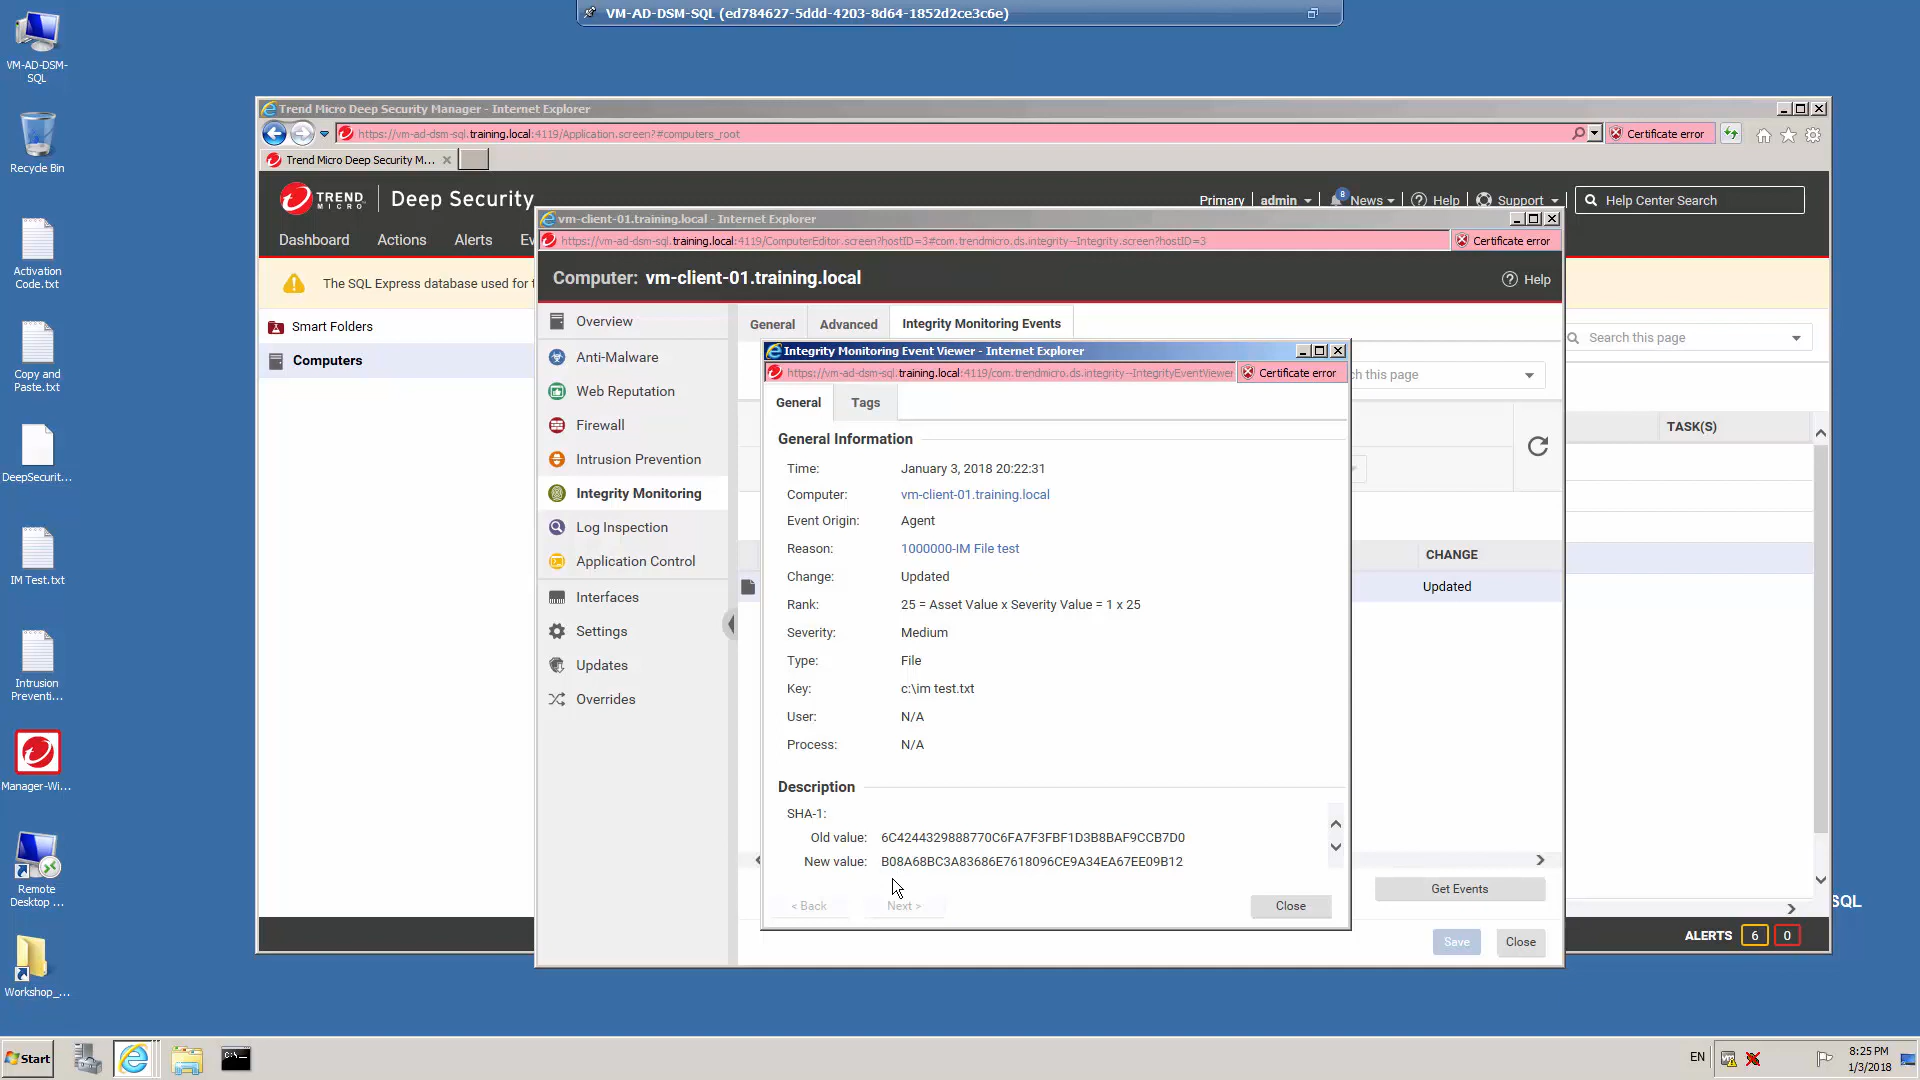 VM-AD-DSM-SQL (ed784627-5ddd-4203-8d64-1852d2ce3c6e)
VM-AD-DSM-
SQL
Recycle Bin
Activation
Code.txt
Copy and
Paste.txt
DeepSecurit...
IM Test.txt
Intrusion
Preventi...
Manager-Wi...
Remote
Desktop ...
Workshop_...
Trend Micro Deep Security Manager - Internet Explorer
https://vm-ad-dsm-sql.training.local:4119/Application.screen?#computers_root
Certificate error
Trend Micro Deep Security M...
TREND
MICRO
Deep Security
Primary
admin
8
News
Help
Support
Help Center Search
Dashboard
Actions
Alerts
The SQL Express database used for
Smart Folders
Computers
Search this page
TASK(S)
SQL
ALERTS
6
0
vm-client-01.training.local - Internet Explorer
https://vm-ad-dsm-sql.training.local:4119/ComputerEditor.screen?hostID=3#com.trendmicro.ds.integrity--Integrity.screen?hostID=3
Certificate error
Computer: vm-client-01.training.local
Help
Overview
Anti-Malware
Web Reputation
Firewall
Intrusion Prevention
Integrity Monitoring
Log Inspection
Application Control
Interfaces
Settings
Updates
Overrides
General
Advanced
Integrity Monitoring Events
this page
CHANGE
Updated
Get Events
Save
Close
Integrity Monitoring Event Viewer - Internet Explorer
https://vm-ad-dsm-sql.training.local:4119/com.trendmicro.ds.integrity--IntegrityEventViewer
Certificate error
General
Tags
General Information
Time: January 3, 2018 20:22:31
Computer: vm-client-01.training.local
Event Origin: Agent
Reason: 1000000-IM File test
Change: Updated
Rank: 25 = Asset Value x Severity Value = 1 x 25
Severity: Medium
Type: File
Key: c:\im test.txt
User: N/A
Process: N/A
Description
SHA-1:
Old value: 6C4244329888770C6FA7F3FBF1D3B8BAF9CCB7D0
New value: B08A68BC3A83686E7618096CE9A34EA67EE09B12
< Back
Next >
Close
Start
EN
8:25 PM
1/3/2018